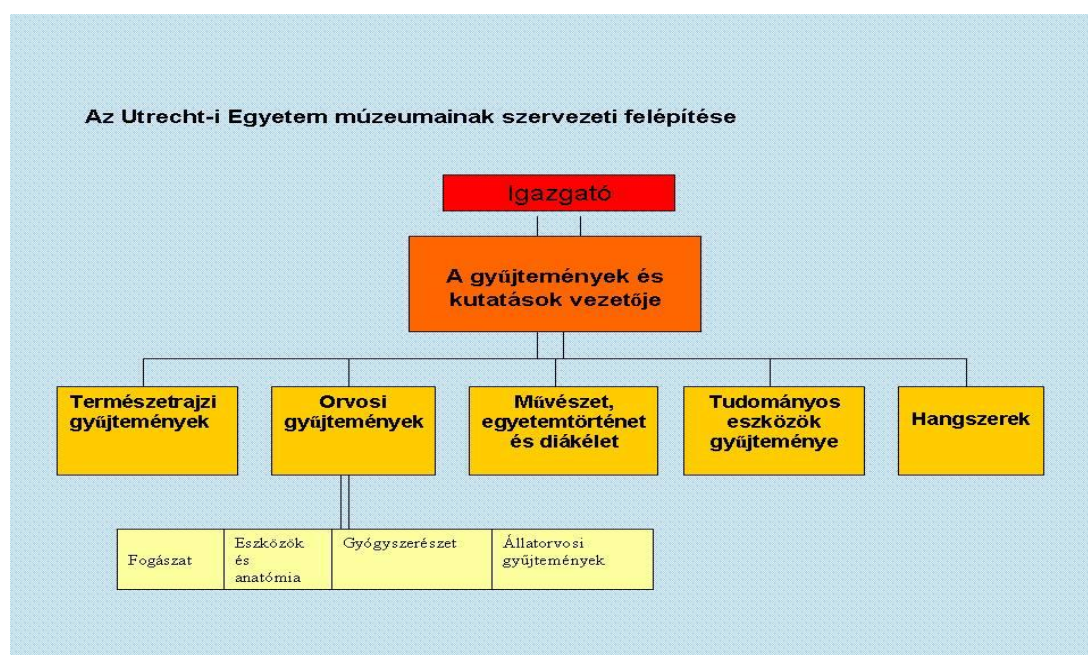 Az Utrecht-i Egyetem múzeumainak szervezeti felépítése
Igazgató
A gyűjtemények és
kutatások vezetője
Természetrajzi
gyűjtemények
Orvosi
gyűjtemények
Művészet,
egyetemtörténet
és diákélet
Tudományos
eszközök
gyűjteménye
Hangszerek
Fogászat
Eszközök
és
anatómia
Gyógyszerészet
Állatorvosi
gyűjtemények